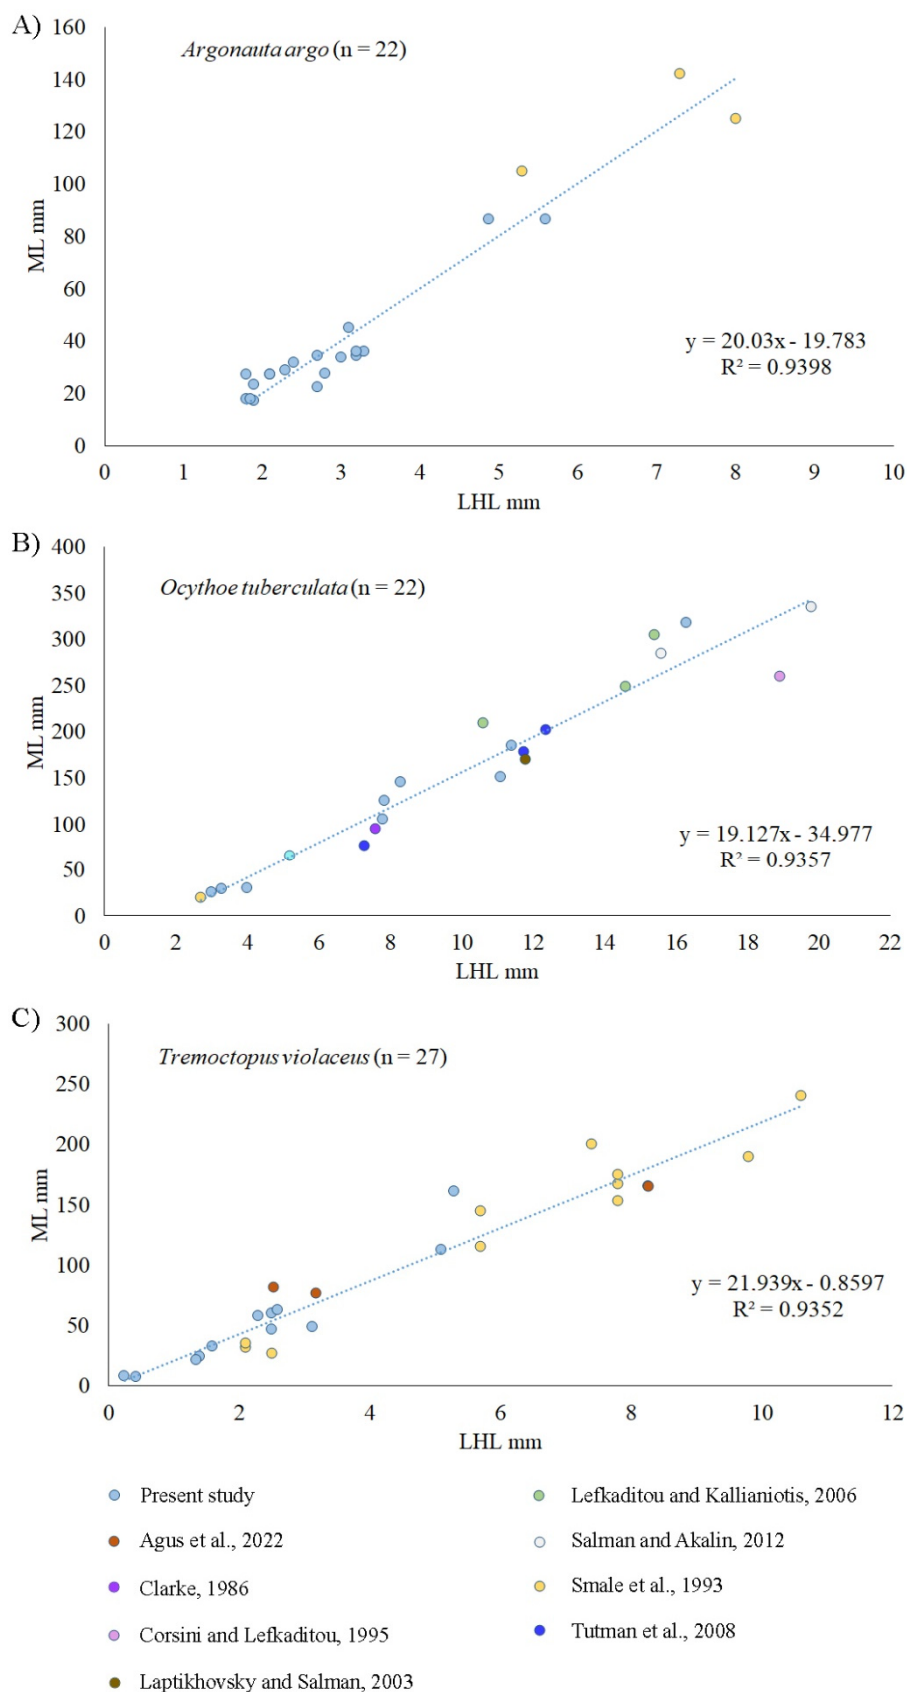 A)
160
140
120
100
80
60
40
20
0
ML mm
Argonauta argo (n = 22)
y = 20.03x - 19.783
R² = 0.9398
0 1 2 3 4 5 6 7 8 9 10
LHL mm
B)
400
350
300
250
200
150
100
50
0
ML mm
Ocythoe tuberculata (n = 22)
y = 19.127x - 34.977
R² = 0.9357
0 2 4 6 8 10 12 14 16 18 20 22
LHL mm
C)
300
250
200
150
100
50
0
ML mm
Tremoctopus violaceus (n = 27)
y = 21.939x - 0.8597
R² = 0.9352
0 2 4 6 8 10 12
LHL mm
Present study
Agus et al., 2022
Clarke, 1986
Corsini and Lefkaditou, 1995
Laptikhovsky and Salman, 2003
Lefkaditou and Kallianiotis, 2006
Salman and Akalin, 2012
Smale et al., 1993
Tutman et al., 2008